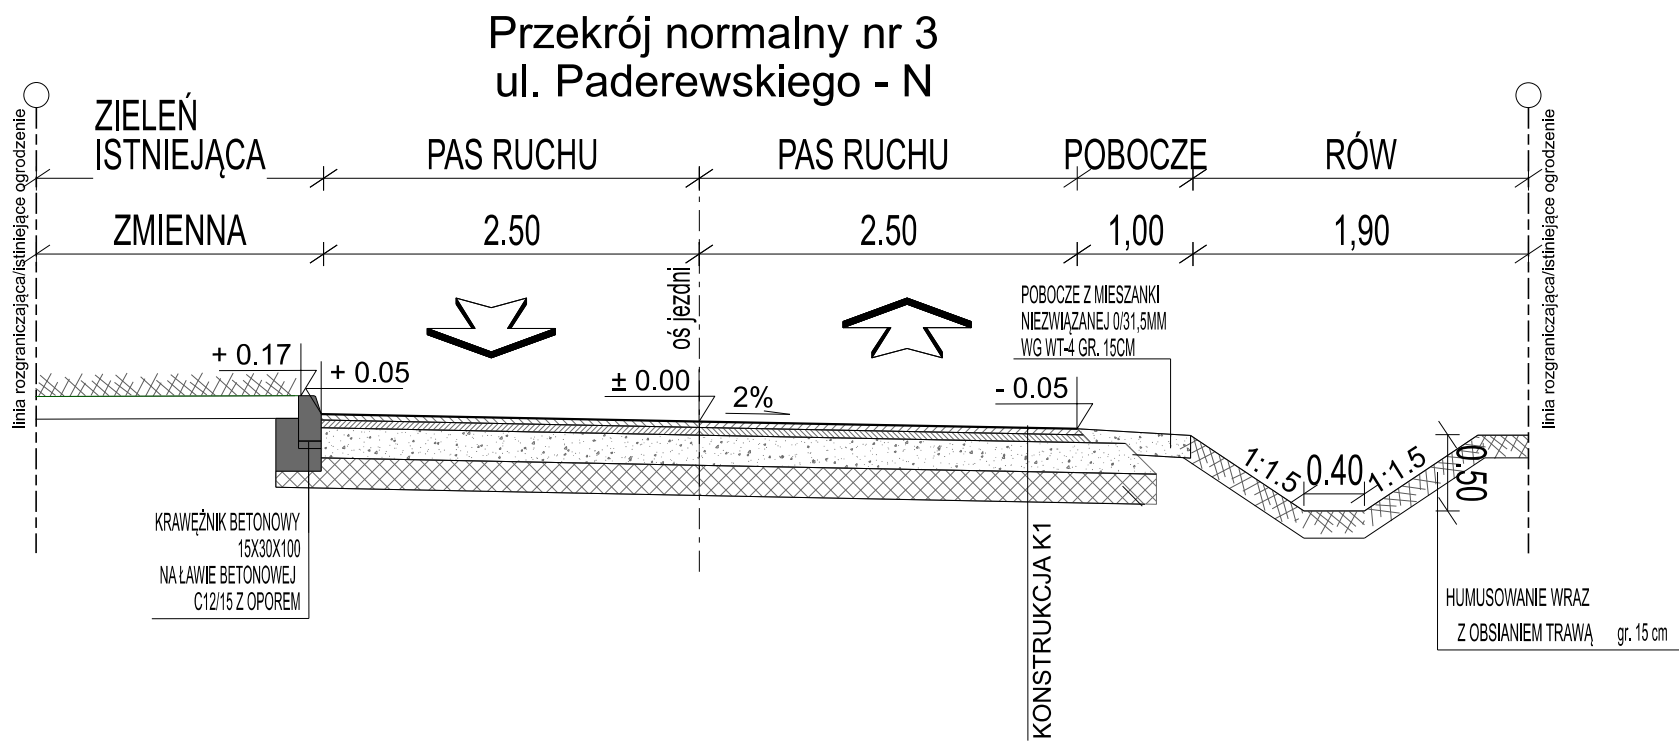 Przekrój normalny nr 3
ul. Paderewskiego - N
ZIELEŃ
ISTNIEJĄCA
PAS RUCHU
PAS RUCHU
POBOCZE
RÓW
ZMIENNA
2.50
2.50
1,00
1,90
linia rozgraniczająca/istiniejące ogrodzenie
linia rozgraniczająca/istiniejące ogrodzenie
oś jezdni
POBOCZE Z MIESZANKI
NIEZWIĄZANEJ 0/31,5MM
WG WT-4 GR. 15CM
+ 0.17
+ 0.05
± 0.00
2%
- 0.05
1:1.5
0.40
1:1.5
0.50
KRAWĘŻNIK BETONOWY
15X30X100
NA ŁAWIE BETONOWEJ
C12/15 Z OPOREM
KONSTRUKCJA K1
HUMUSOWANIE WRAZ
Z OBSIANIEM TRAWĄ gr. 15 cm